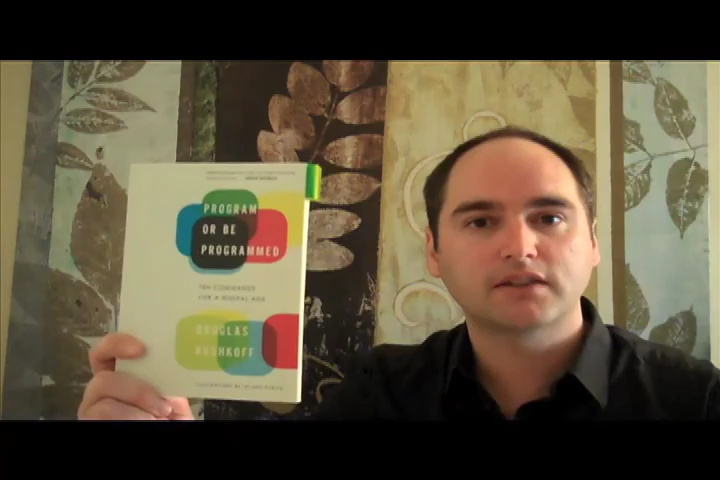 PROGRAM
OR BE
PROGRAMMED
TEN COMMANDS
FOR A DIGITAL AGE
DOUGLAS
RUSHKOFF